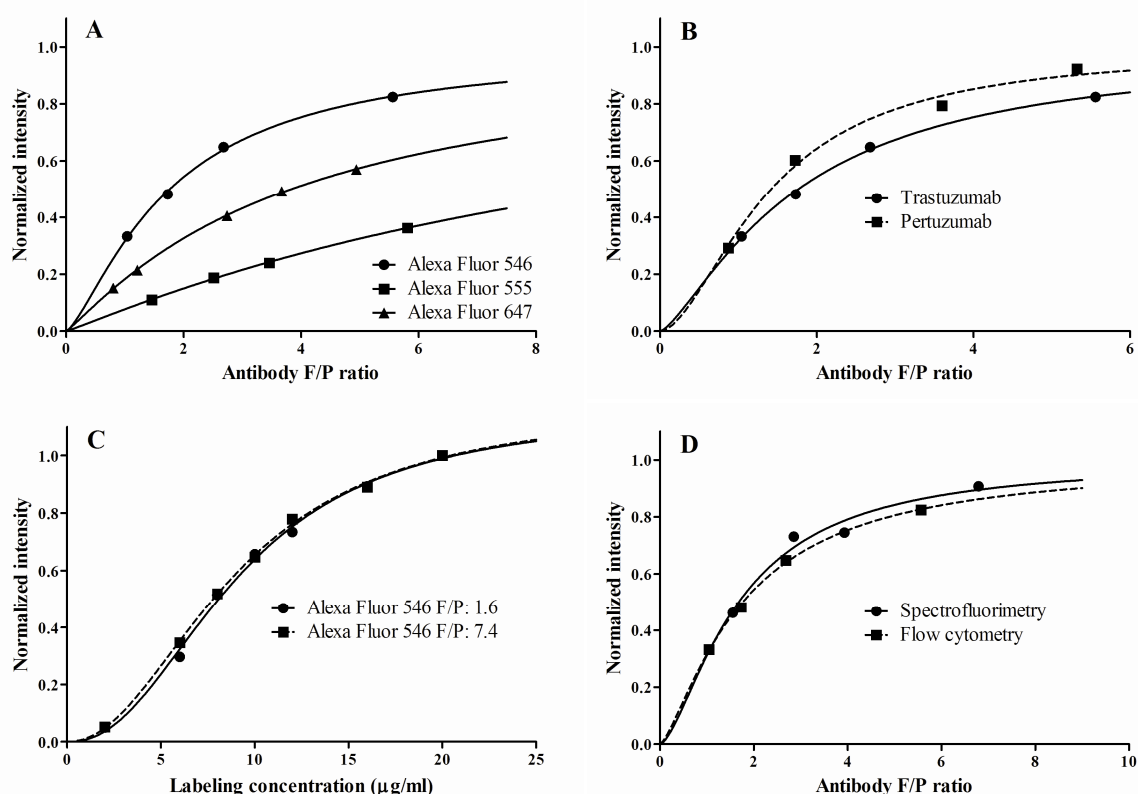 A
Normalized intensity
1.0
0.8
0.6
0.4
0.2
0.0
0 2 4 6 8
Antibody F/P ratio
Alexa Fluor 546
Alexa Fluor 555
Alexa Fluor 647
B
Normalized intensity
1.0
0.8
0.6
0.4
0.2
0.0
0 2 4 6
Antibody F/P ratio
Trastuzumab
Pertuzumab
C
Normalized intensity
1.0
0.8
0.6
0.4
0.2
0.0
0 5 10 15 20 25
Labeling concentration (μg/ml)
Alexa Fluor 546 F/P: 1.6
Alexa Fluor 546 F/P: 7.4
D
Normalized intensity
1.0
0.8
0.6
0.4
0.2
0.0
0 2 4 6 8 10
Antibody F/P ratio
Spectrofluorimetry
Flow cytometry